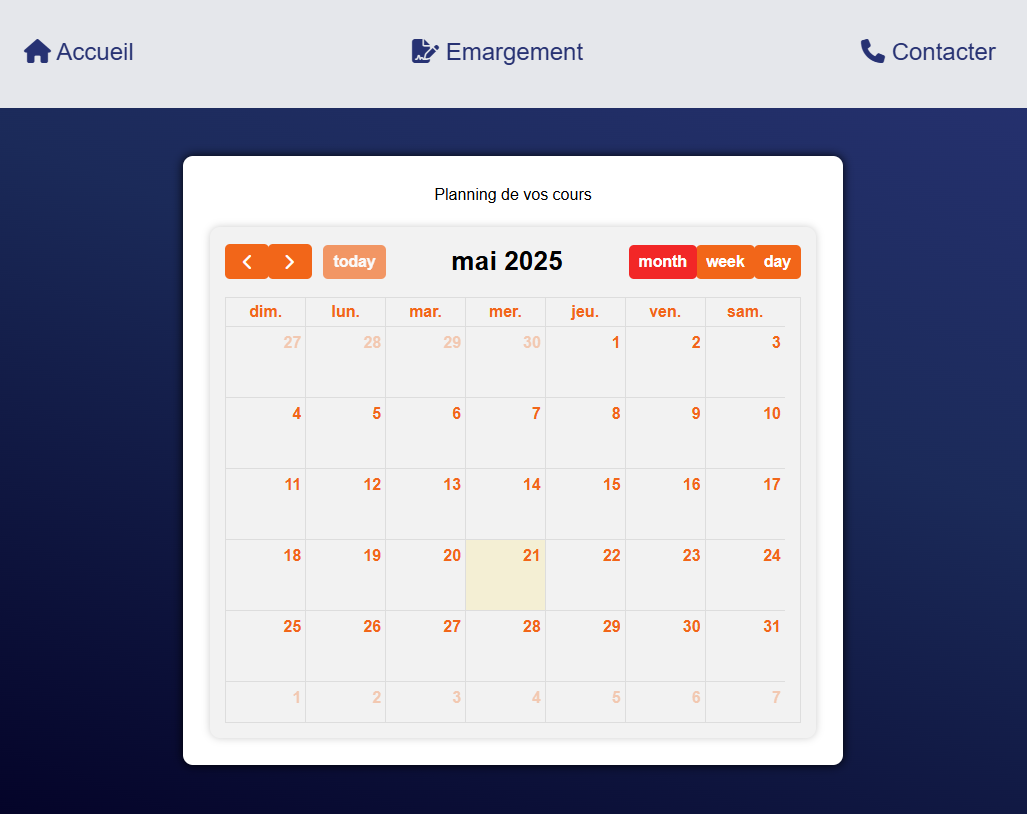 Accueil Emargement Contacter
Planning de vos cours
today mai 2025 month week day
dim. lun. mar. mer. jeu. ven. sam.
27 28 29 30 1 2 3
4 5 6 7 8 9 10
11 12 13 14 15 16 17
18 19 20 21 22 23 24
25 26 27 28 29 30 31
1 2 3 4 5 6 7